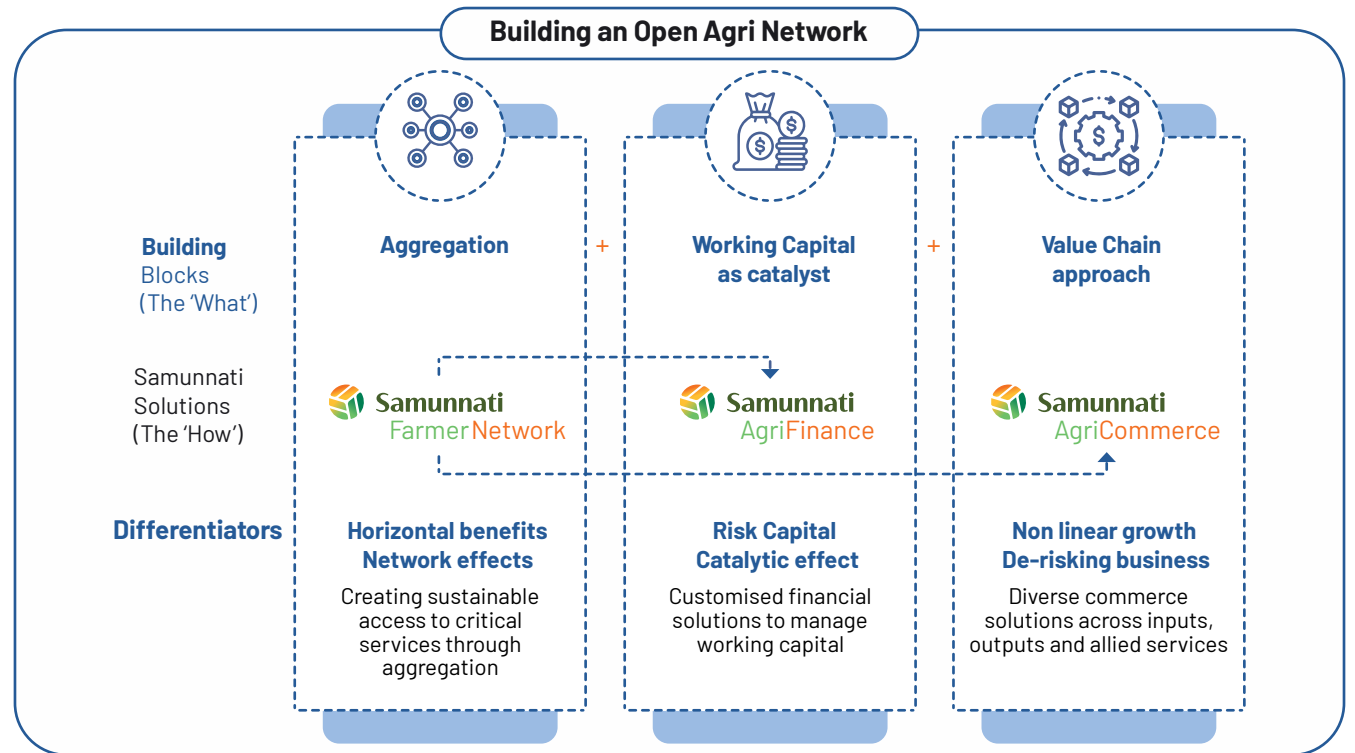 Building an Open Agri Network
Building
Blocks
(The ‘What’)
Aggregation
+
Working Capital
as catalyst
+
Value Chain
approach
Samunnati
Solutions
(The ‘How’)
Samunnati
FarmerNetwork
Samunnati
AgriFinance
Samunnati
AgriCommerce
Differentiators
Horizontal benefits
Network effects
Creating sustainable
access to critical
services through
aggregation
Risk Capital
Catalytic effect
Customised financial
solutions to manage
working capital
Non linear growth
De-risking business
Diverse commerce
solutions across inputs,
outputs and allied services